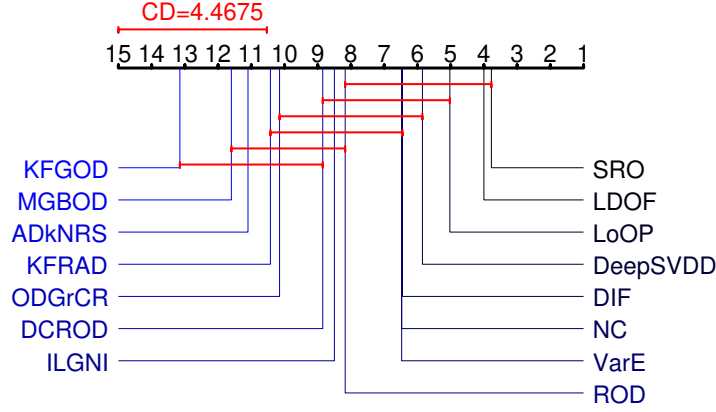 CD=4.4675
15 14 13 12 11 10 9 8 7 6 5 4 3 2 1
KFGOD SRO
MGBOD LDOF
ADkNRS LoOP
KFRAD DeepSVDD
ODGrCR DIF
DCROD NC
ILGNI VarE
ROD